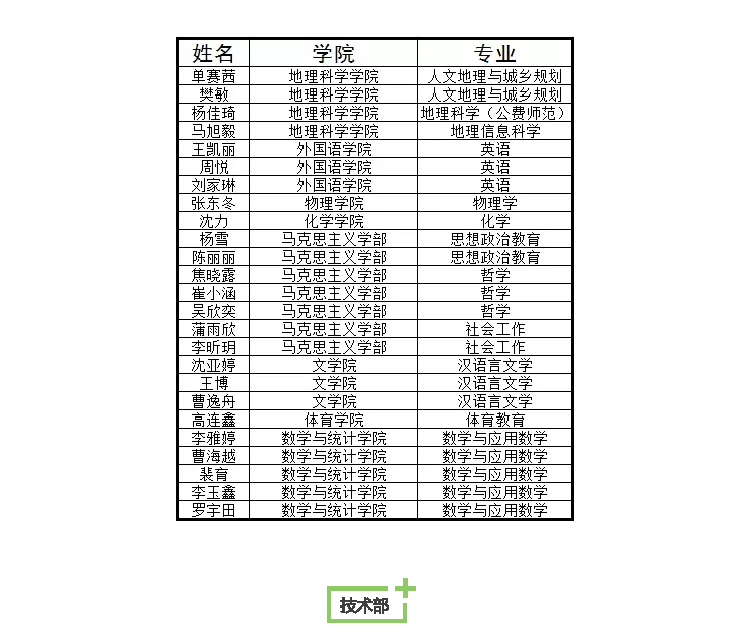 姓名 学院 专业
单赛茜 地理科学学院 人文地理与城乡规划
樊敏 地理科学学院 人文地理与城乡规划
杨佳琦 地理科学学院 地理科学（公费师范）
马旭毅 地理科学学院 地理信息科学
王凯丽 外国语学院 英语
周悦 外国语学院 英语
刘家琳 外国语学院 英语
张东冬 物理学院 物理学
沈力 化学学院 化学
杨雪 马克思主义学部 思想政治教育
陈丽丽 马克思主义学部 思想政治教育
焦晓露 马克思主义学部 哲学
崔小涵 马克思主义学部 哲学
吴欣奕 马克思主义学部 哲学
蒲雨欣 马克思主义学部 社会工作
李昕玥 马克思主义学部 社会工作
沈亚婷 文学院 汉语言文学
王博 文学院 汉语言文学
曹逸舟 文学院 汉语言文学
高连鑫 体育学院 体育教育
李雅婷 数学与统计学院 数学与应用数学
曹海越 数学与统计学院 数学与应用数学
裴育 数学与统计学院 数学与应用数学
李玉鑫 数学与统计学院 数学与应用数学
罗宇田 数学与统计学院 数学与应用数学
技术部